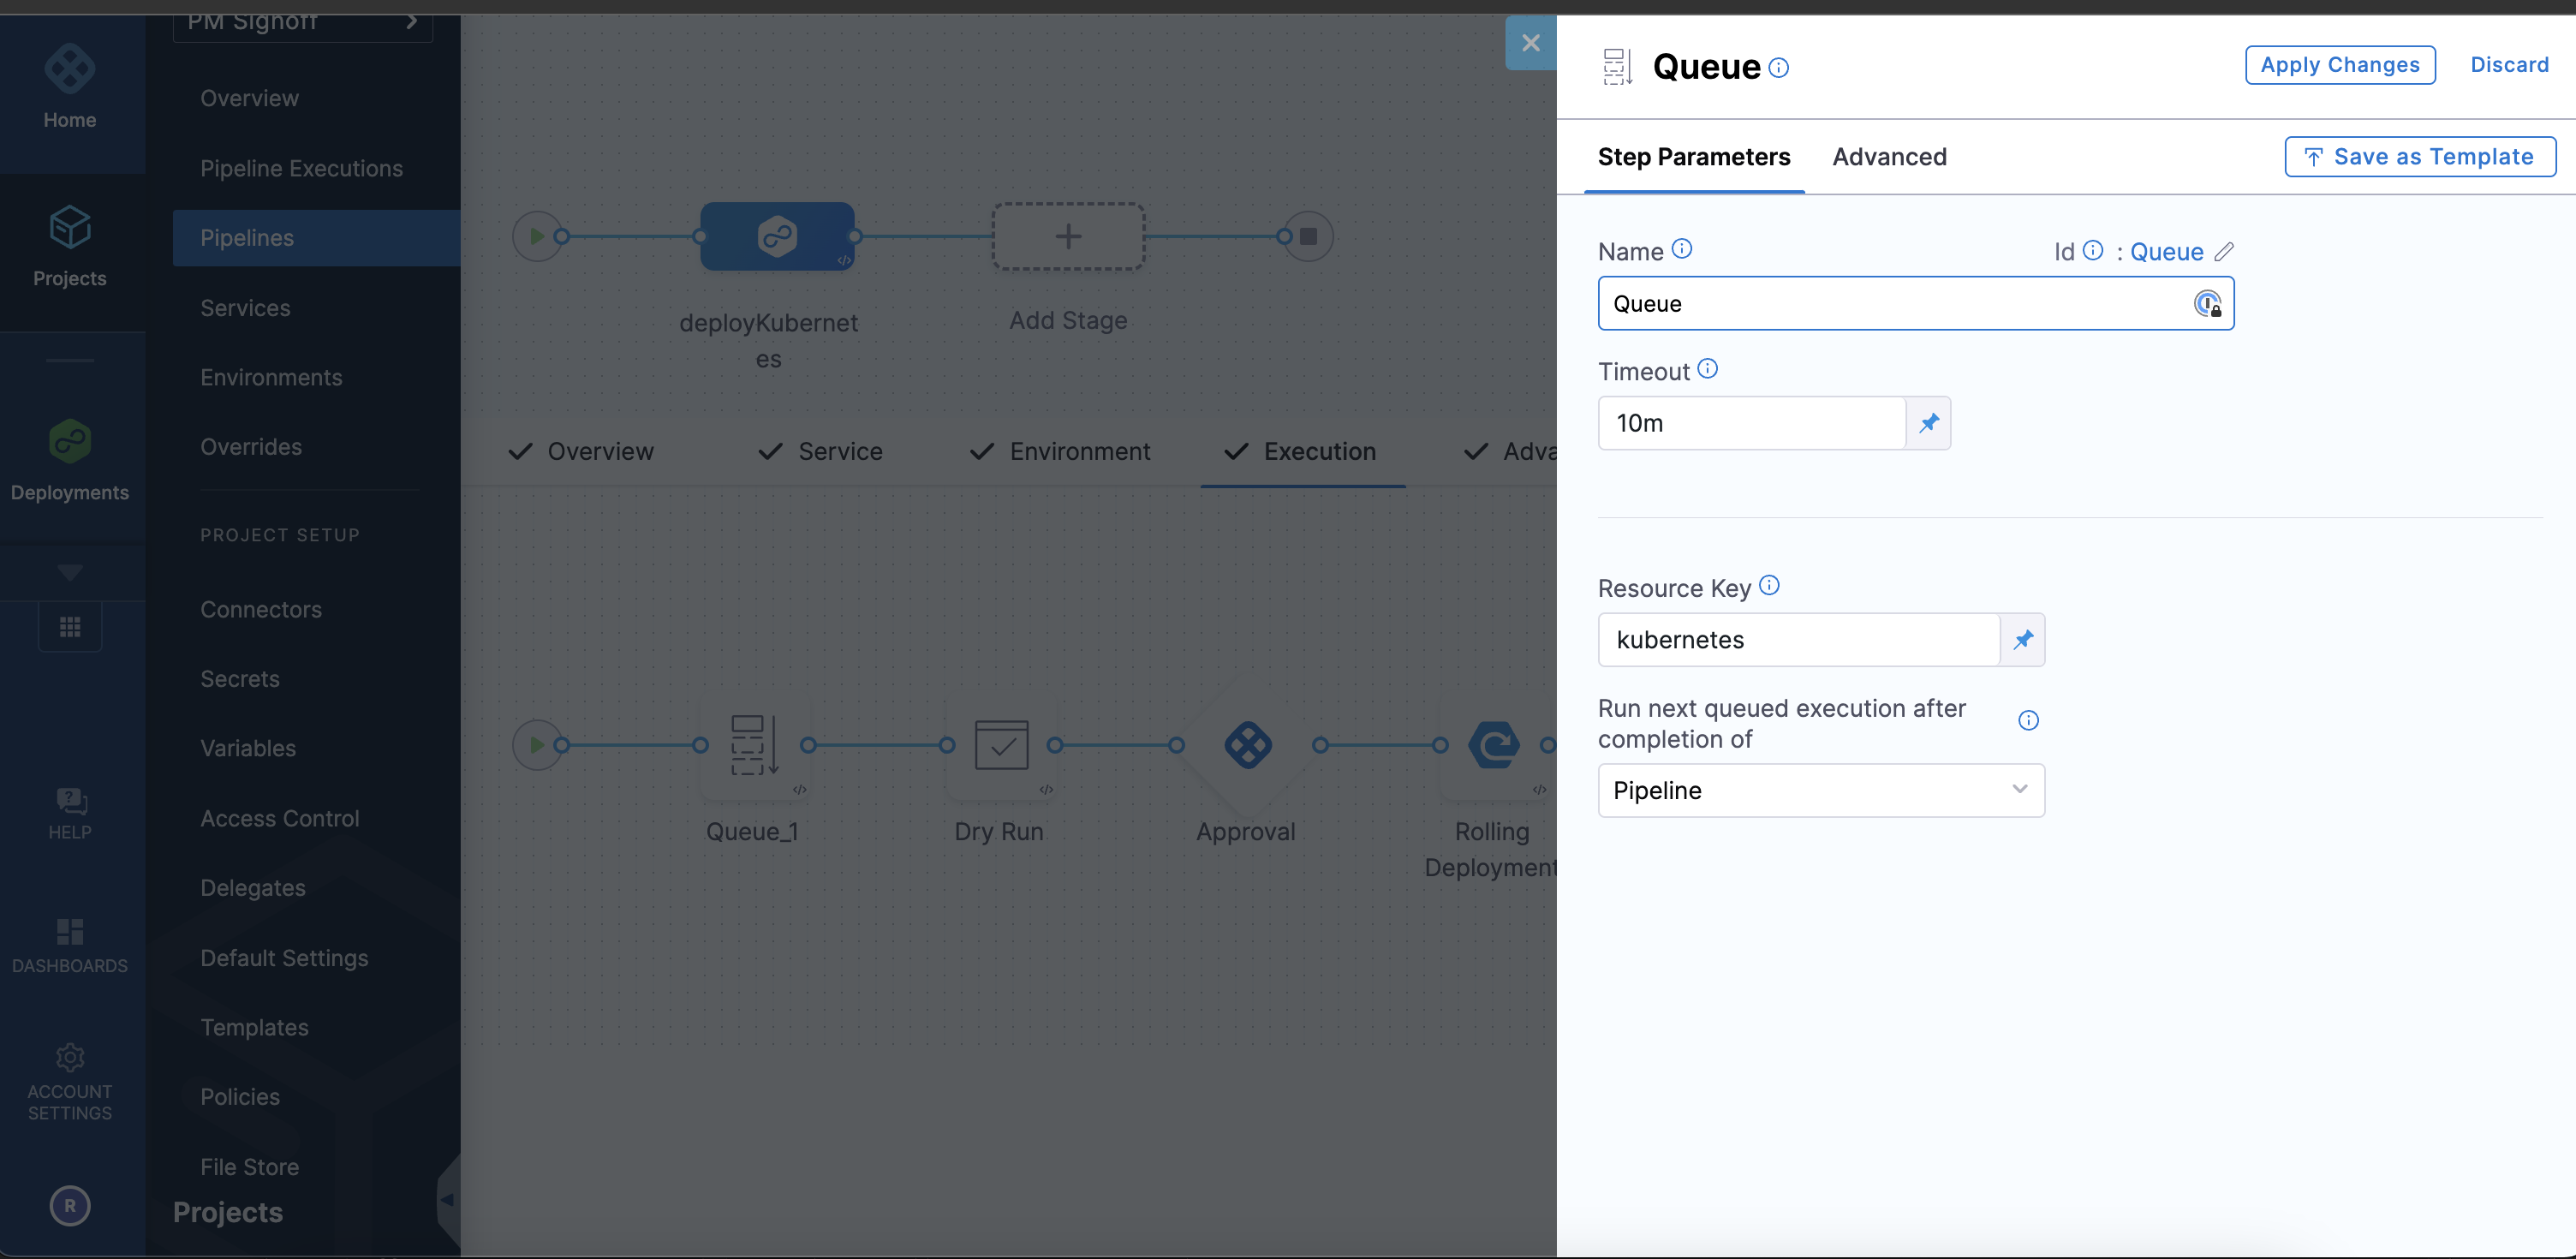 PM Signoff
Home
Projects
Deployments
HELP
DASHBOARDS
ACCOUNT
SETTINGS
R
Overview
Pipeline Executions
Pipelines
Services
Environments
Overrides
PROJECT SETUP
Connectors
Secrets
Variables
Access Control
Delegates
Default Settings
Templates
Policies
File Store
Projects
deployKubernet
es
Add Stage
Overview
Service
Environment
Execution
Adva
Queue_1
Dry Run
Approval
Rolling
Deployment
Queue
Apply Changes
Discard
Step Parameters
Advanced
Save as Template
Name
Id : Queue
Queue
Timeout
10m
Resource Key
kubernetes
Run next queued execution after
completion of
Pipeline